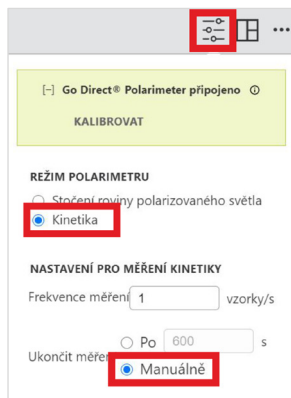 [-] Go Direct® Polarimeter připojeno
KALIBROVAT
REŽIM POLARIMETRU
Stočení roviny polarizovaného světla
Kinetika
NASTAVENÍ PRO MĚŘENÍ KINETIKY
Frekvence měření 1 vzorky/s
Po 600 s
Ukončit měření
Manuálně